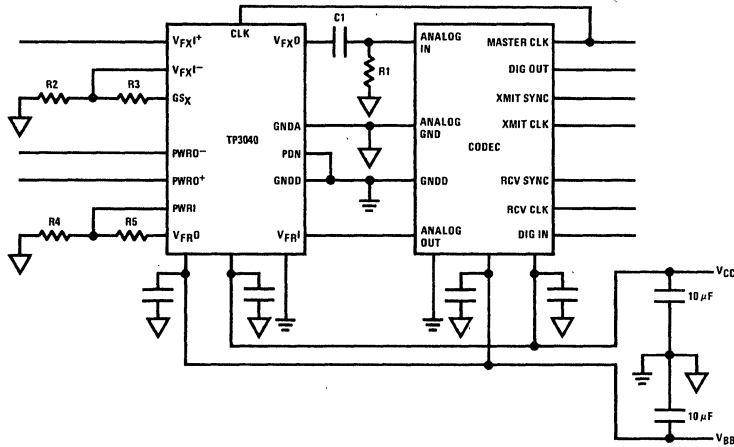 CLK
VFXI+
VFXI−
GSX
PWRO−
PWRO+
PWRI
VFRO
TP3040
VFXO
GNDA
PDN
GNDD
VFRI
R2
R3
R4
R5
C1
R1
ANALOG IN
ANALOG GND
GNDD
ANALOG OUT
CODEC
MASTER CLK
DIG OUT
XMIT SYNC
XMIT CLK
RCV SYNC
RCV CLK
DIG IN
VCC
10 μF
10 μF
VBB